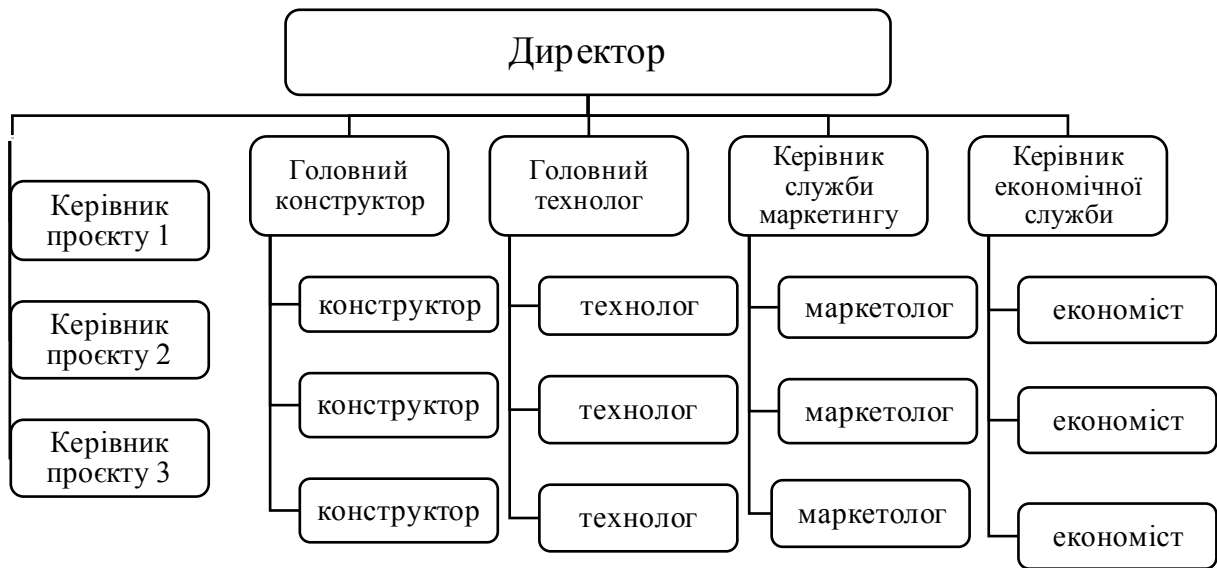 Директор
Головний
конструктор
Головний
технолог
Керівник
служби
маркетингу
Керівник
економічної
служби
Керівник
проєкту 1
конструктор
технолог
маркетолог
економіст
Керівник
проєкту 2
конструктор
технолог
маркетолог
економіст
Керівник
проєкту 3
конструктор
технолог
маркетолог
економіст